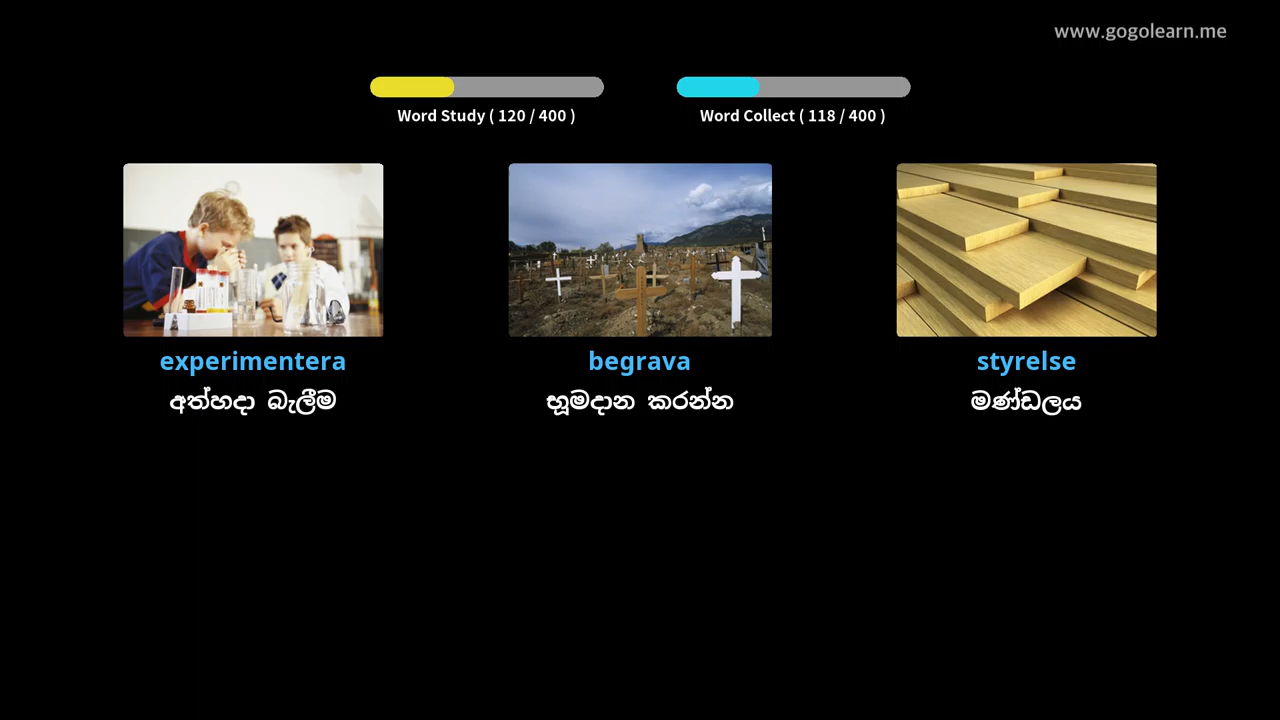 www.gogolearn.me
Word Study ( 120 / 400 )
Word Collect ( 118 / 400 )
experimentera
අත්හදා බැලීම
begrava
භූමදාන කරන්න
styrelse
මණ්ඩලය